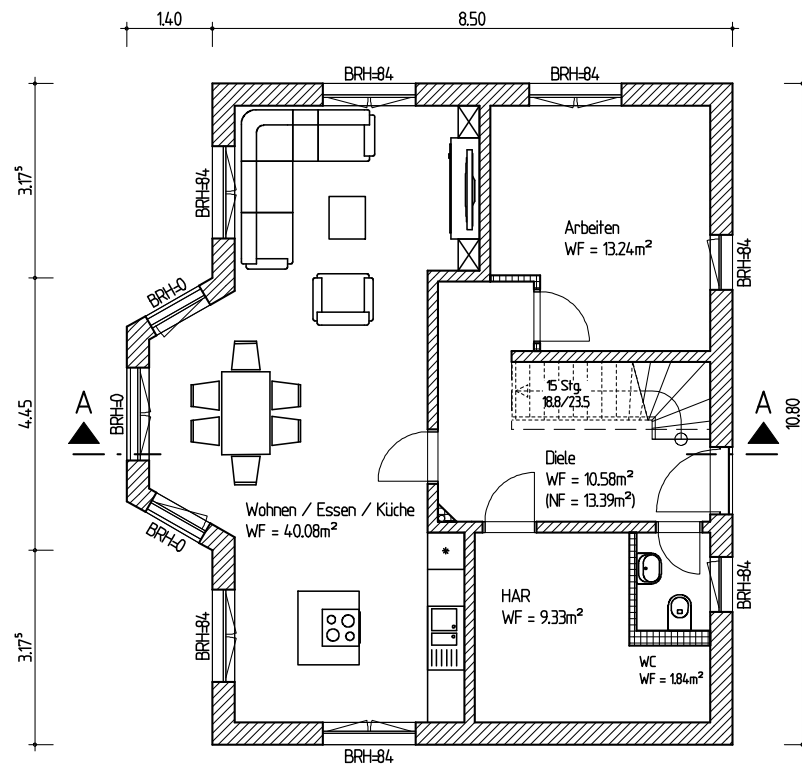 1.40
8.50
BRH=84
BRH=84
3.17⁵
BRH=84
Arbeiten
WF = 13.24m²
BRH=84
BRH=0
15 Stg.
18.8/23.5
4.45
A
BRH=0
A
10.80
Diele
WF = 10.58m²
(NF = 13.39m²)
Wohnen / Essen / Küche
WF = 40.08m²
BRH=0
HAR
WF = 9.33m²
BRH=84
3.17⁵
BRH=84
WC
WF = 1.84m²
BRH=84